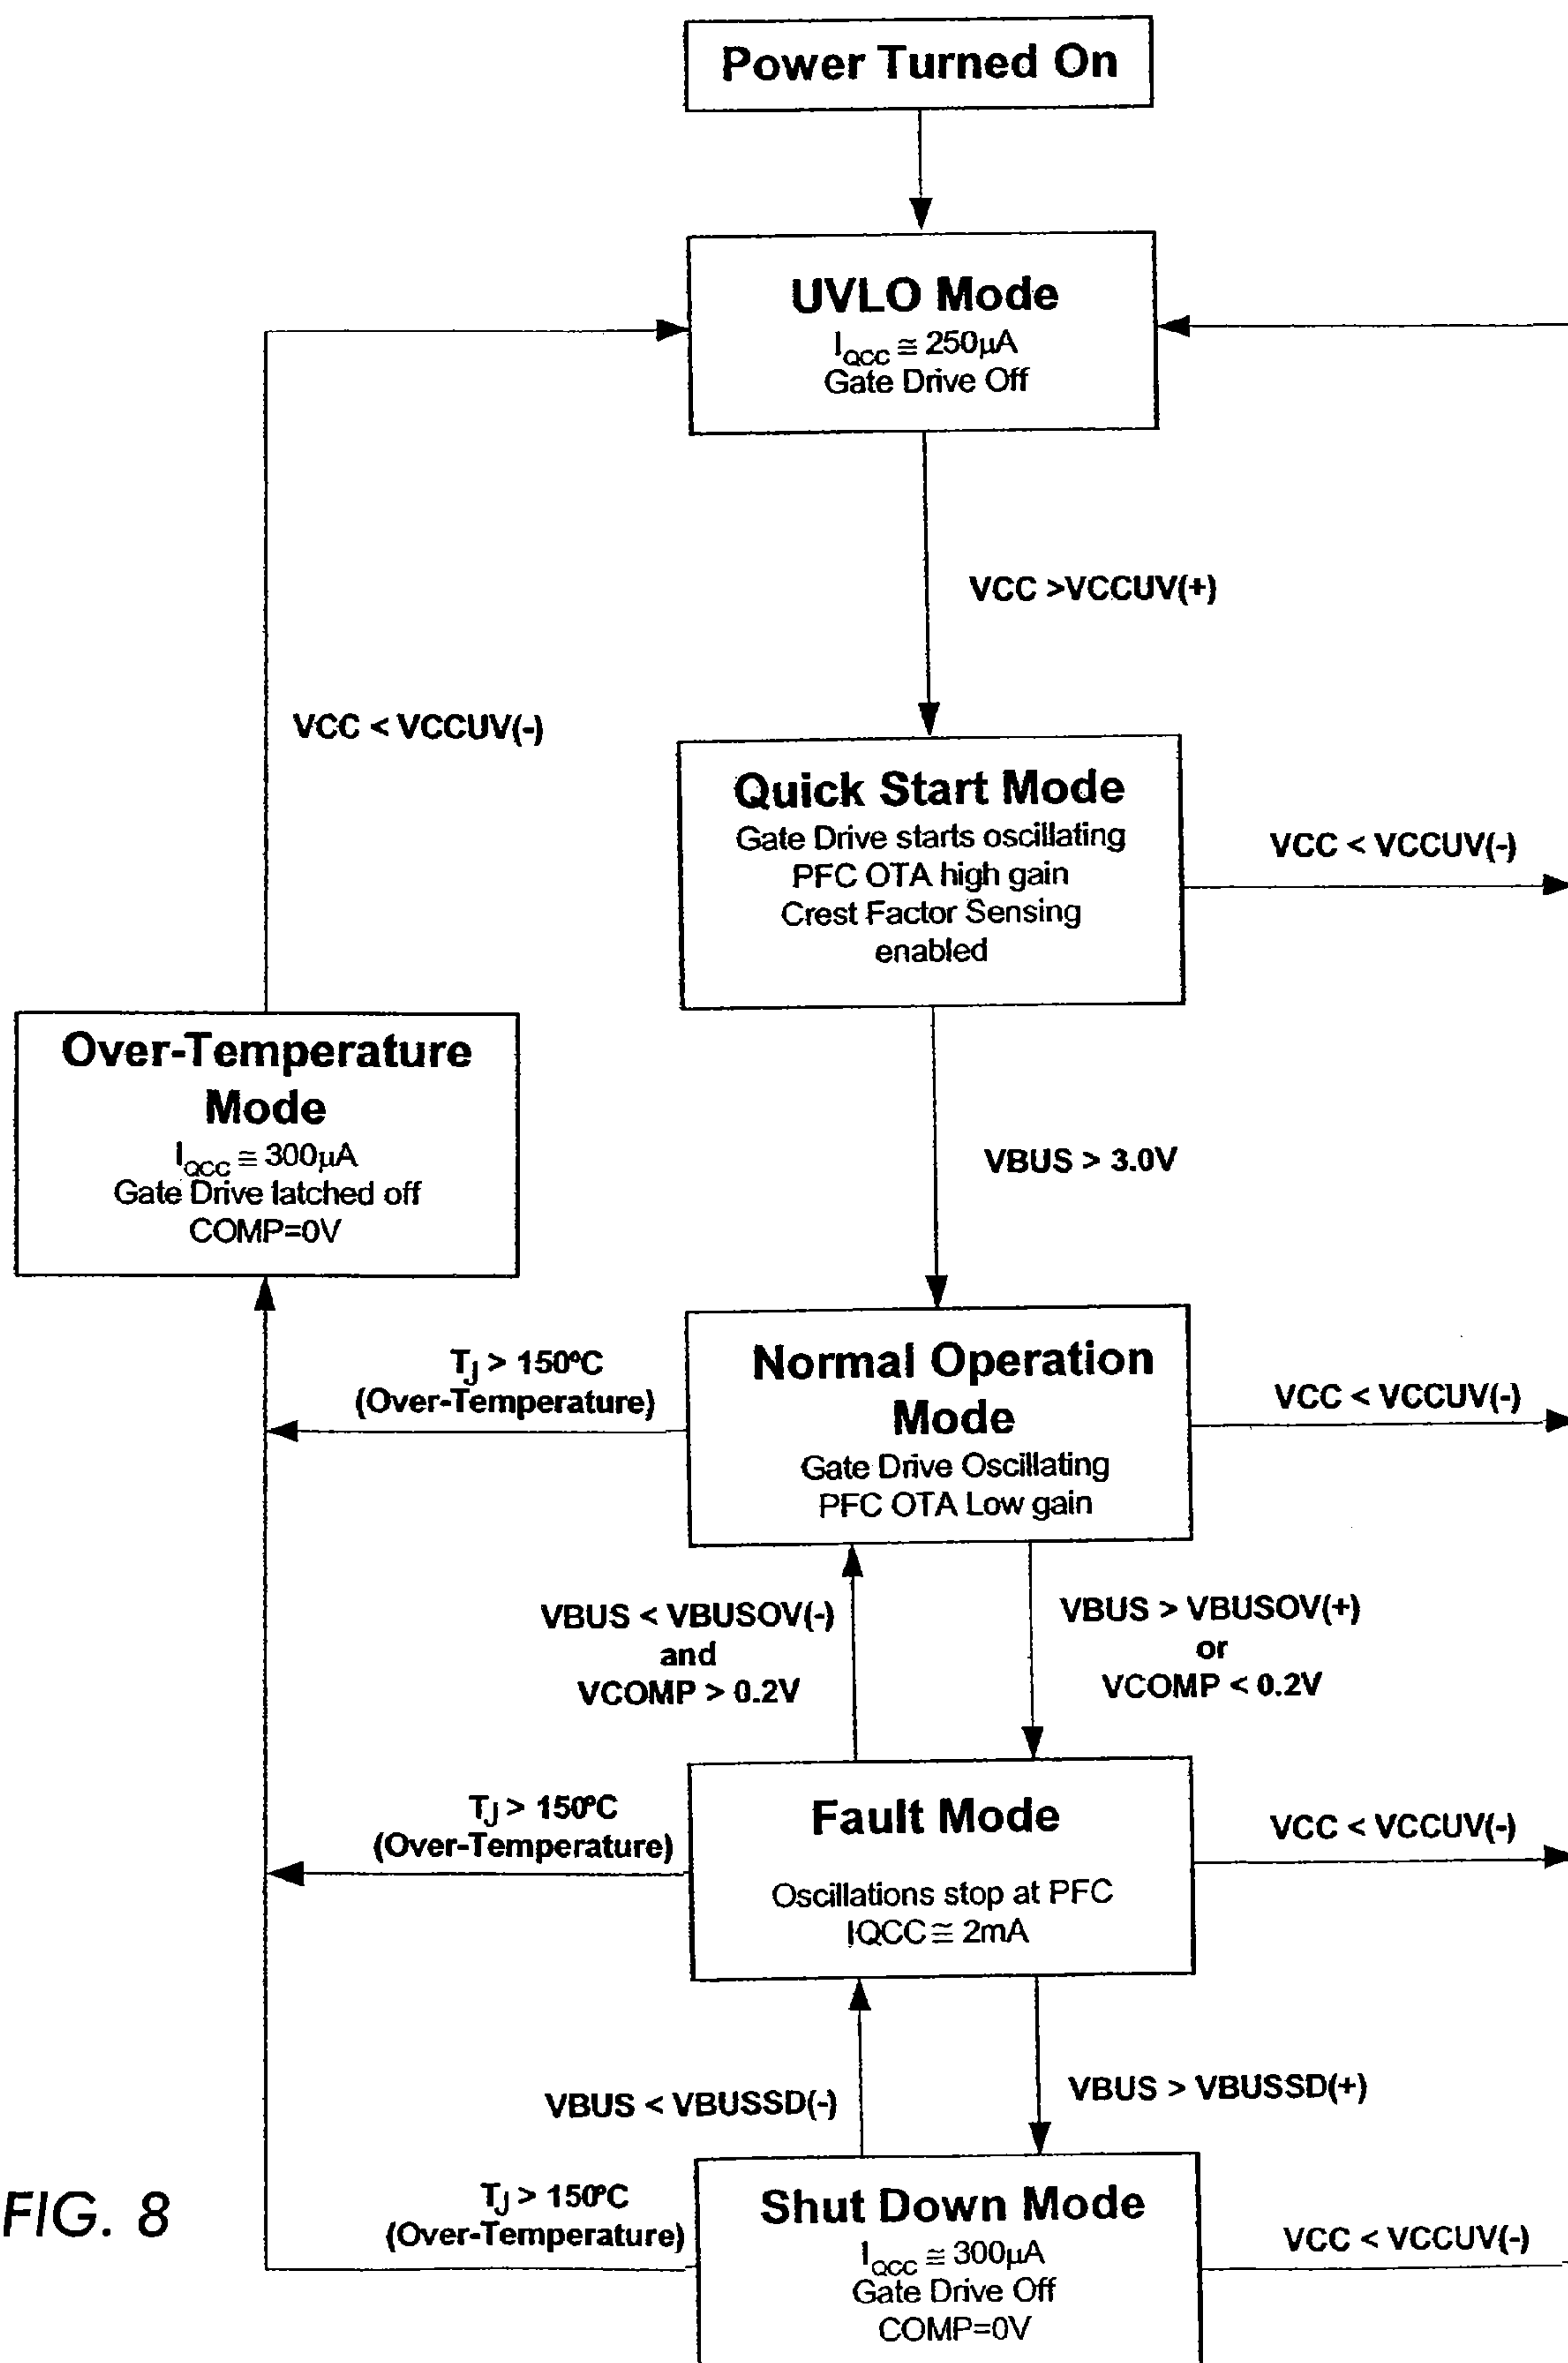 Power Turned On
UVLO Mode
IQCC ≅ 250µA
Gate Drive Off
VCC >VCCUV(+)
VCC < VCCUV(-)
Quick Start Mode
Gate Drive starts oscillating
PFC OTA high gain
Crest Factor Sensing
enabled
VCC < VCCUV(-)
Over-Temperature
Mode
IQCC ≅ 300µA
Gate Drive latched off
COMP=0V
VBUS > 3.0V
TJ > 150ºC
(Over-Temperature)
Normal Operation
Mode
Gate Drive Oscillating
PFC OTA Low gain
VCC < VCCUV(-)
VBUS < VBUSOV(-)
and
VCOMP > 0.2V
VBUS > VBUSOV(+)
or
VCOMP < 0.2V
TJ > 150ºC
(Over-Temperature)
Fault Mode
Oscillations stop at PFC
IQCC ≅ 2mA
VCC < VCCUV(-)
VBUS < VBUSSD(-)
VBUS > VBUSSD(+)
FIG. 8
TJ > 150ºC
(Over-Temperature)
Shut Down Mode
IQCC ≅ 300µA
Gate Drive Off
COMP=0V
VCC < VCCUV(-)